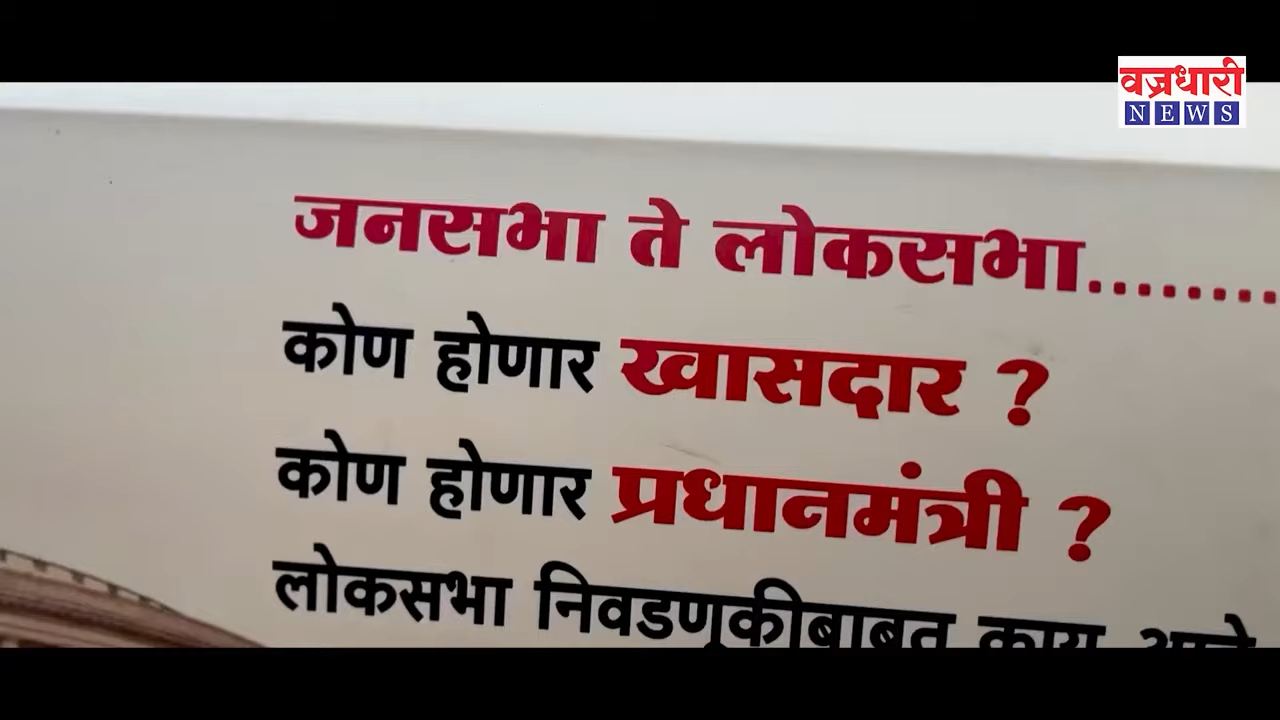 वज्रधारी
NEWS
जनसभा ते लोकसभा........
कोण होणार खासदार ?
कोण होणार प्रधानमंत्री ?
लोकसभा निवडणूकीबाबत काय